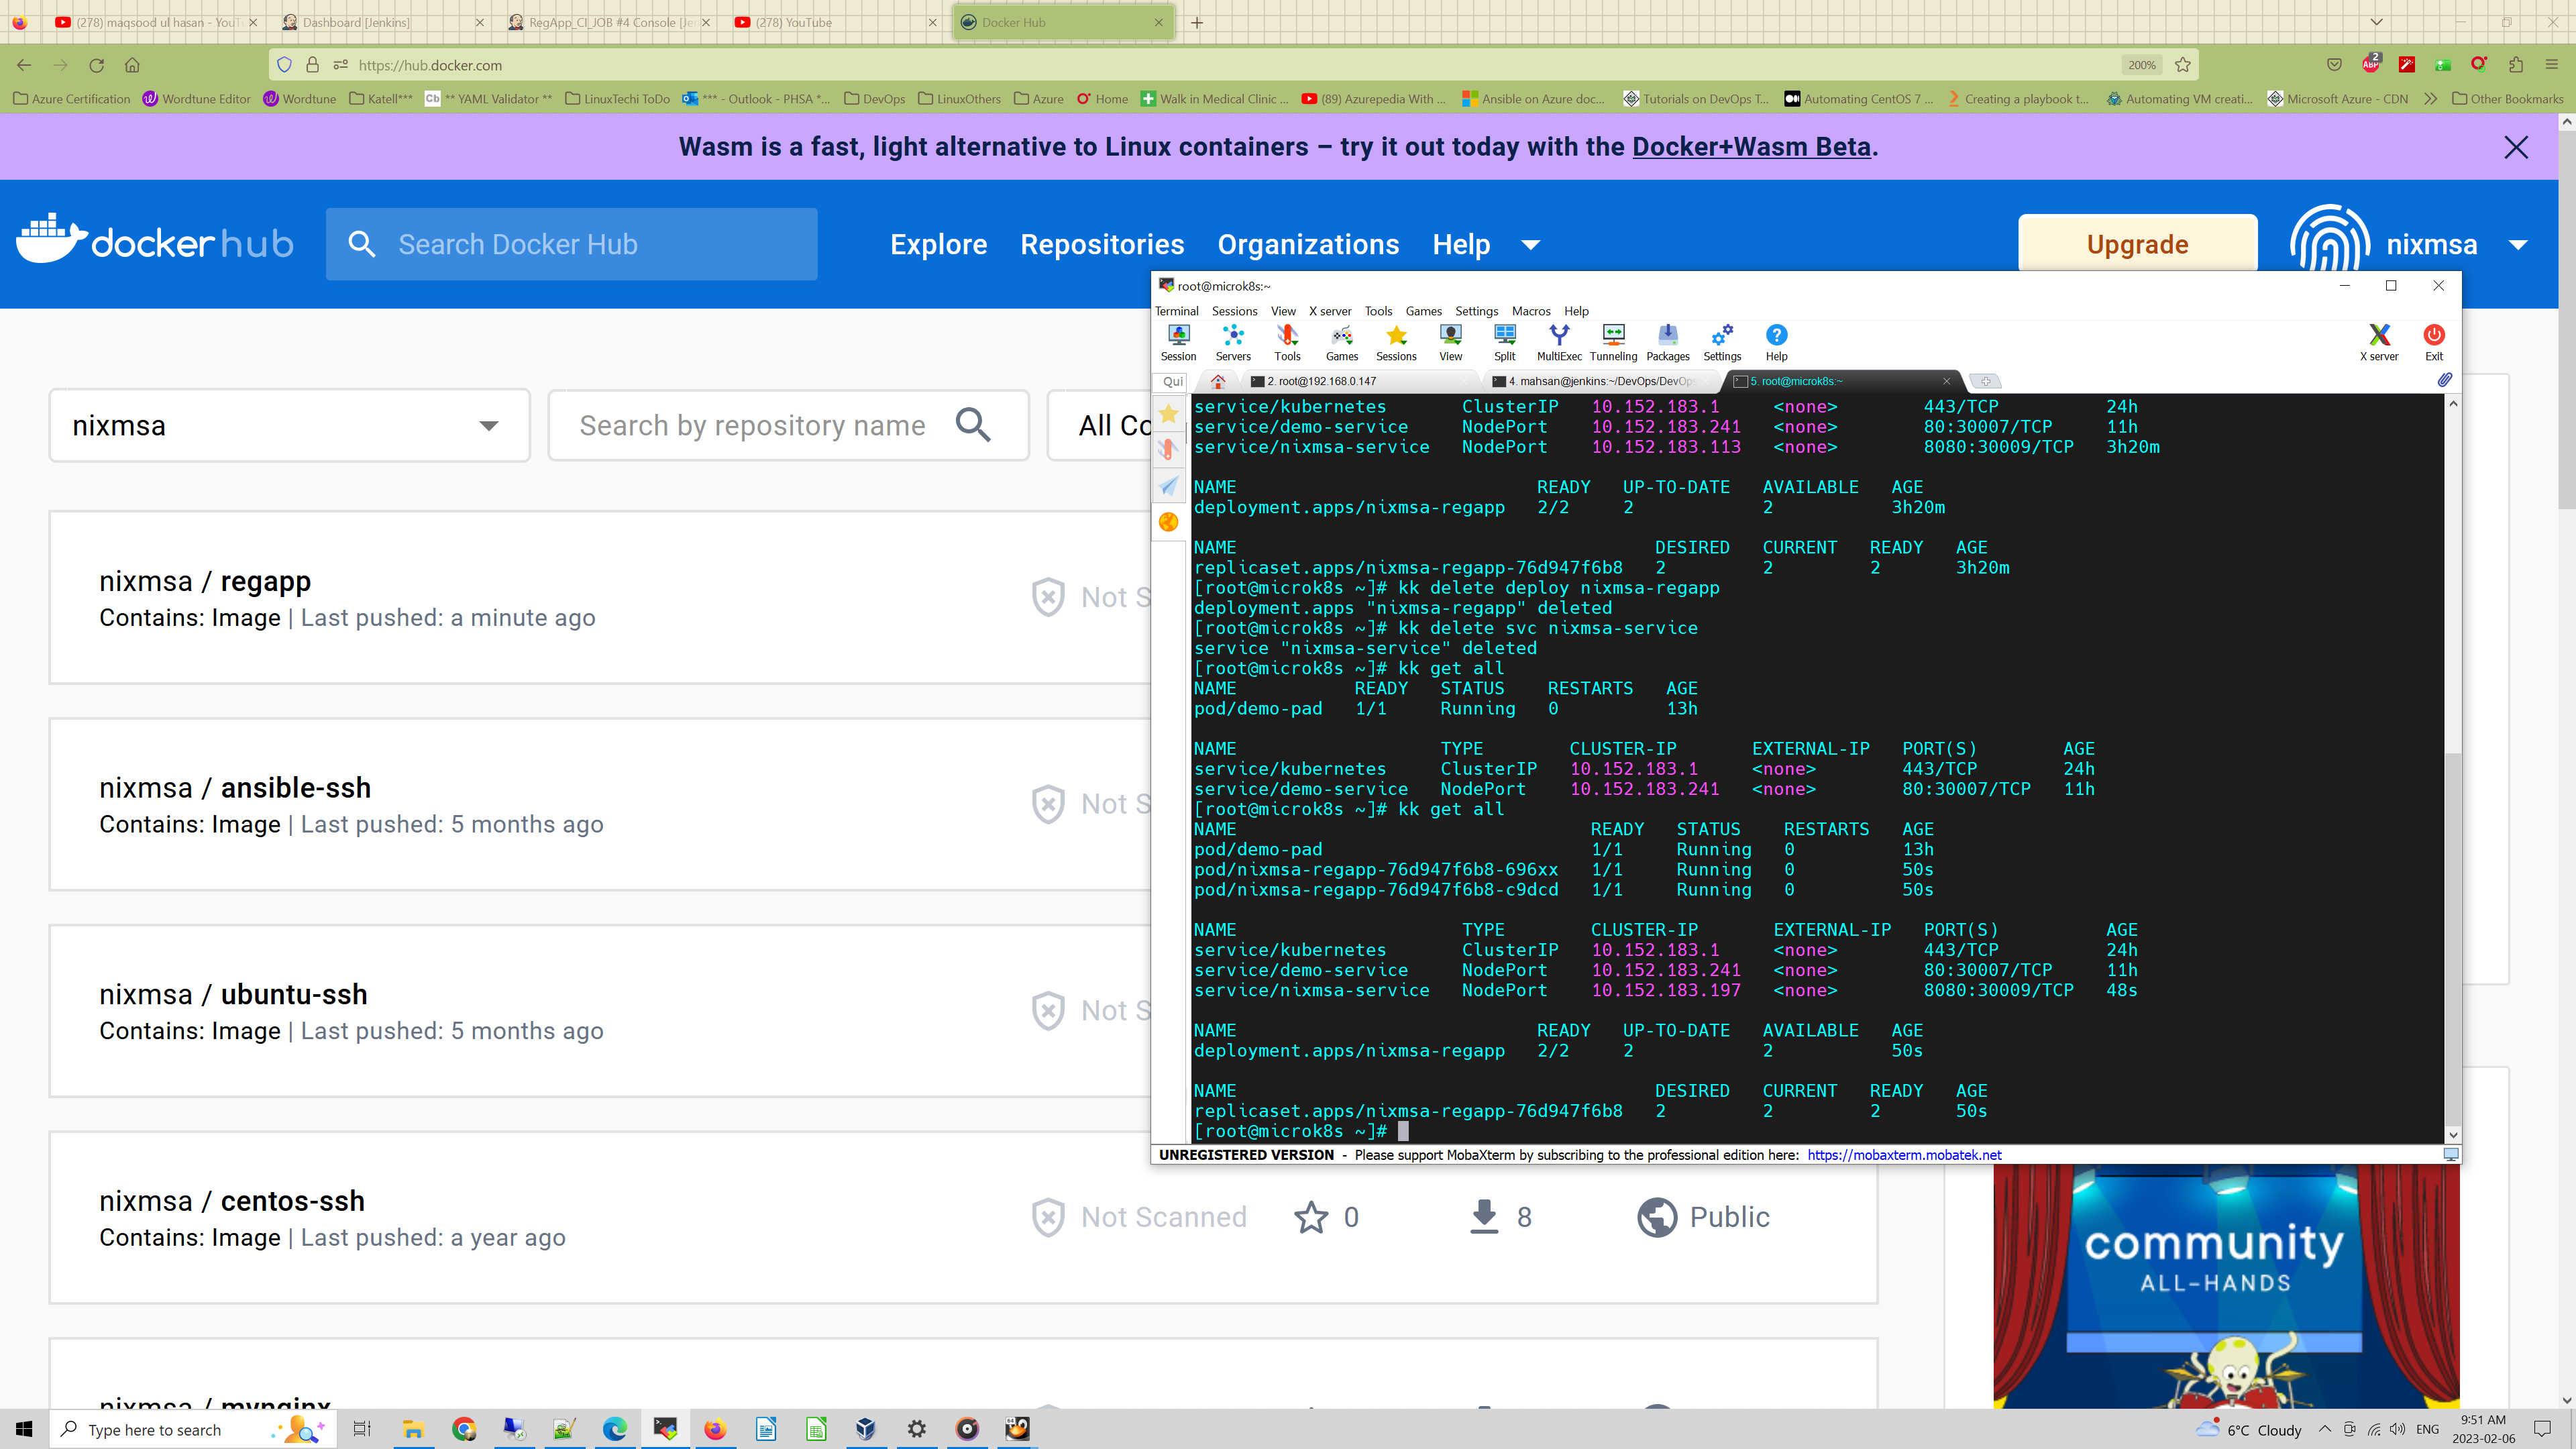 (278) maqsood ul hasan - YouT
Dashboard [Jenkins]
RegApp_CI_JOB #4 Console [Jen
(278) YouTube
Docker Hub
https://hub.docker.com
200%
Azure Certification
Wordtune Editor
Wordtune
Katell***
** YAML Validator **
LinuxTechi ToDo
*** - Outlook - PHSA *...
DevOps
LinuxOthers
Azure
Home
Walk in Medical Clinic ...
(89) Azurepedia With ...
Ansible on Azure doc...
Tutorials on DevOps T...
Automating CentOS 7 ...
Creating a playbook t...
Automating VM creati...
Microsoft Azure - CDN
Other Bookmarks
Wasm is a fast, light alternative to Linux containers – try it out today with the Docker+Wasm Beta.
docker hub
Search Docker Hub
Explore
Repositories
Organizations
Help
Upgrade
nixmsa
nixmsa
Search by repository name
All Co
nixmsa / regapp
Contains: Image | Last pushed: a minute ago
Not S
nixmsa / ansible-ssh
Contains: Image | Last pushed: 5 months ago
Not S
nixmsa / ubuntu-ssh
Contains: Image | Last pushed: 5 months ago
Not S
nixmsa / centos-ssh
Contains: Image | Last pushed: a year ago
Not Scanned
0
8
Public
nixmsa / mynginx
root@microk8s:~
Terminal Sessions View X server Tools Games Settings Macros Help
Session Servers Tools Games Sessions View Split MultiExec Tunneling Packages Settings Help
X server Exit
Qui
2. root@192.168.0.147
4. mahsan@jenkins:~/DevOps/DevOps
5. root@microk8s:~
service/kubernetes ClusterIP 10.152.183.1 <none> 443/TCP 24h
service/demo-service NodePort 10.152.183.241 <none> 80:30007/TCP 11h
service/nixmsa-service NodePort 10.152.183.113 <none> 8080:30009/TCP 3h20m
NAME READY UP-TO-DATE AVAILABLE AGE
deployment.apps/nixmsa-regapp 2/2 2 2 3h20m
NAME DESIRED CURRENT READY AGE
replicaset.apps/nixmsa-regapp-76d947f6b8 2 2 2 3h20m
[root@microk8s ~]# kk delete deploy nixmsa-regapp
deployment.apps "nixmsa-regapp" deleted
[root@microk8s ~]# kk delete svc nixmsa-service
service "nixmsa-service" deleted
[root@microk8s ~]# kk get all
NAME READY STATUS RESTARTS AGE
pod/demo-pad 1/1 Running 0 13h
NAME TYPE CLUSTER-IP EXTERNAL-IP PORT(S) AGE
service/kubernetes ClusterIP 10.152.183.1 <none> 443/TCP 24h
service/demo-service NodePort 10.152.183.241 <none> 80:30007/TCP 11h
[root@microk8s ~]# kk get all
NAME READY STATUS RESTARTS AGE
pod/demo-pad 1/1 Running 0 13h
pod/nixmsa-regapp-76d947f6b8-696xx 1/1 Running 0 50s
pod/nixmsa-regapp-76d947f6b8-c9dcd 1/1 Running 0 50s
NAME TYPE CLUSTER-IP EXTERNAL-IP PORT(S) AGE
service/kubernetes ClusterIP 10.152.183.1 <none> 443/TCP 24h
service/demo-service NodePort 10.152.183.241 <none> 80:30007/TCP 11h
service/nixmsa-service NodePort 10.152.183.197 <none> 8080:30009/TCP 48s
NAME READY UP-TO-DATE AVAILABLE AGE
deployment.apps/nixmsa-regapp 2/2 2 2 50s
NAME DESIRED CURRENT READY AGE
replicaset.apps/nixmsa-regapp-76d947f6b8 2 2 2 50s
[root@microk8s ~]#
UNREGISTERED VERSION - Please support MobaXterm by subscribing to the professional edition here: https://mobaxterm.mobatek.net
community
ALL-HANDS
Type here to search
6°C Cloudy
ENG
9:51 AM
2023-02-06